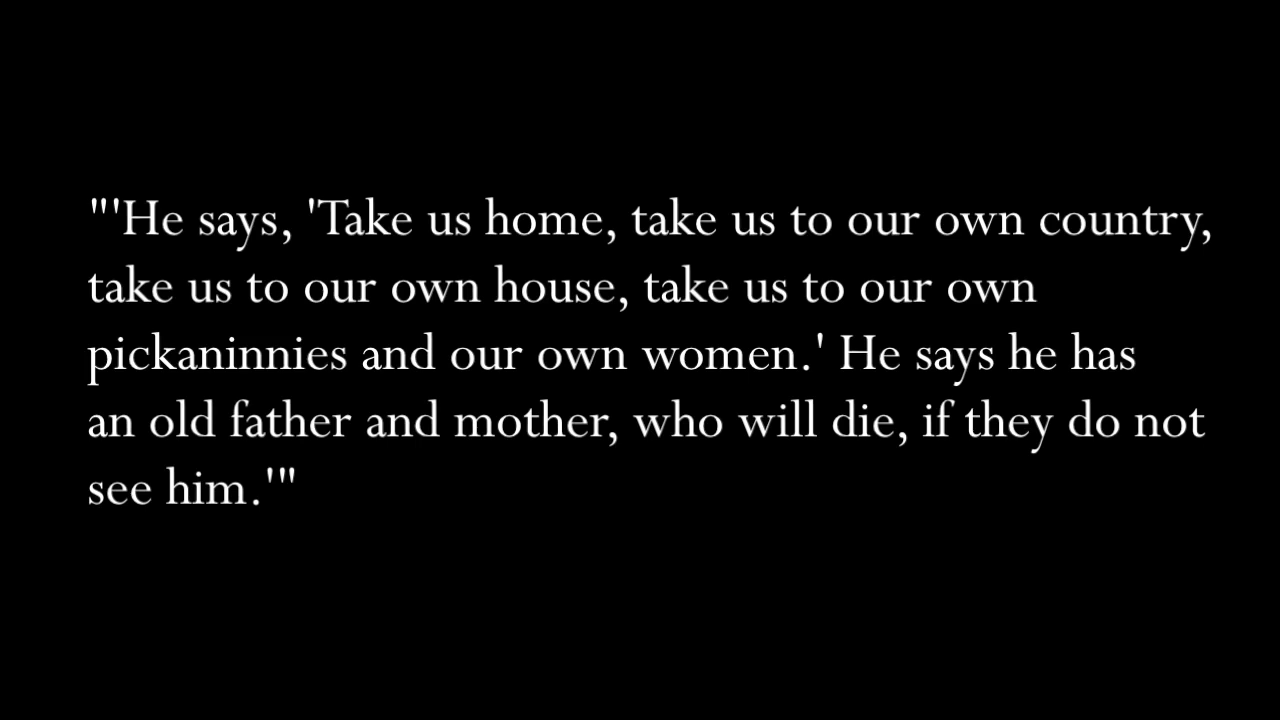 "'He says, 'Take us home, take us to our own country,
take us to our own house, take us to our own
pickaninnies and our own women.' He says he has
an old father and mother, who will die, if they do not
see him.'"